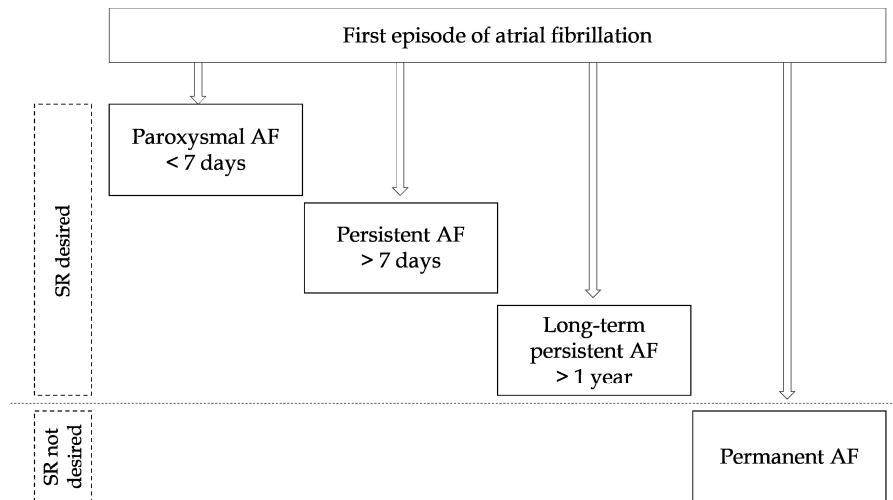 First episode of atrial fibrillation
Paroxysmal AF
< 7 days
SR desired
Persistent AF
> 7 days
Long-term
persistent AF
> 1 year
SR not
desired
Permanent AF